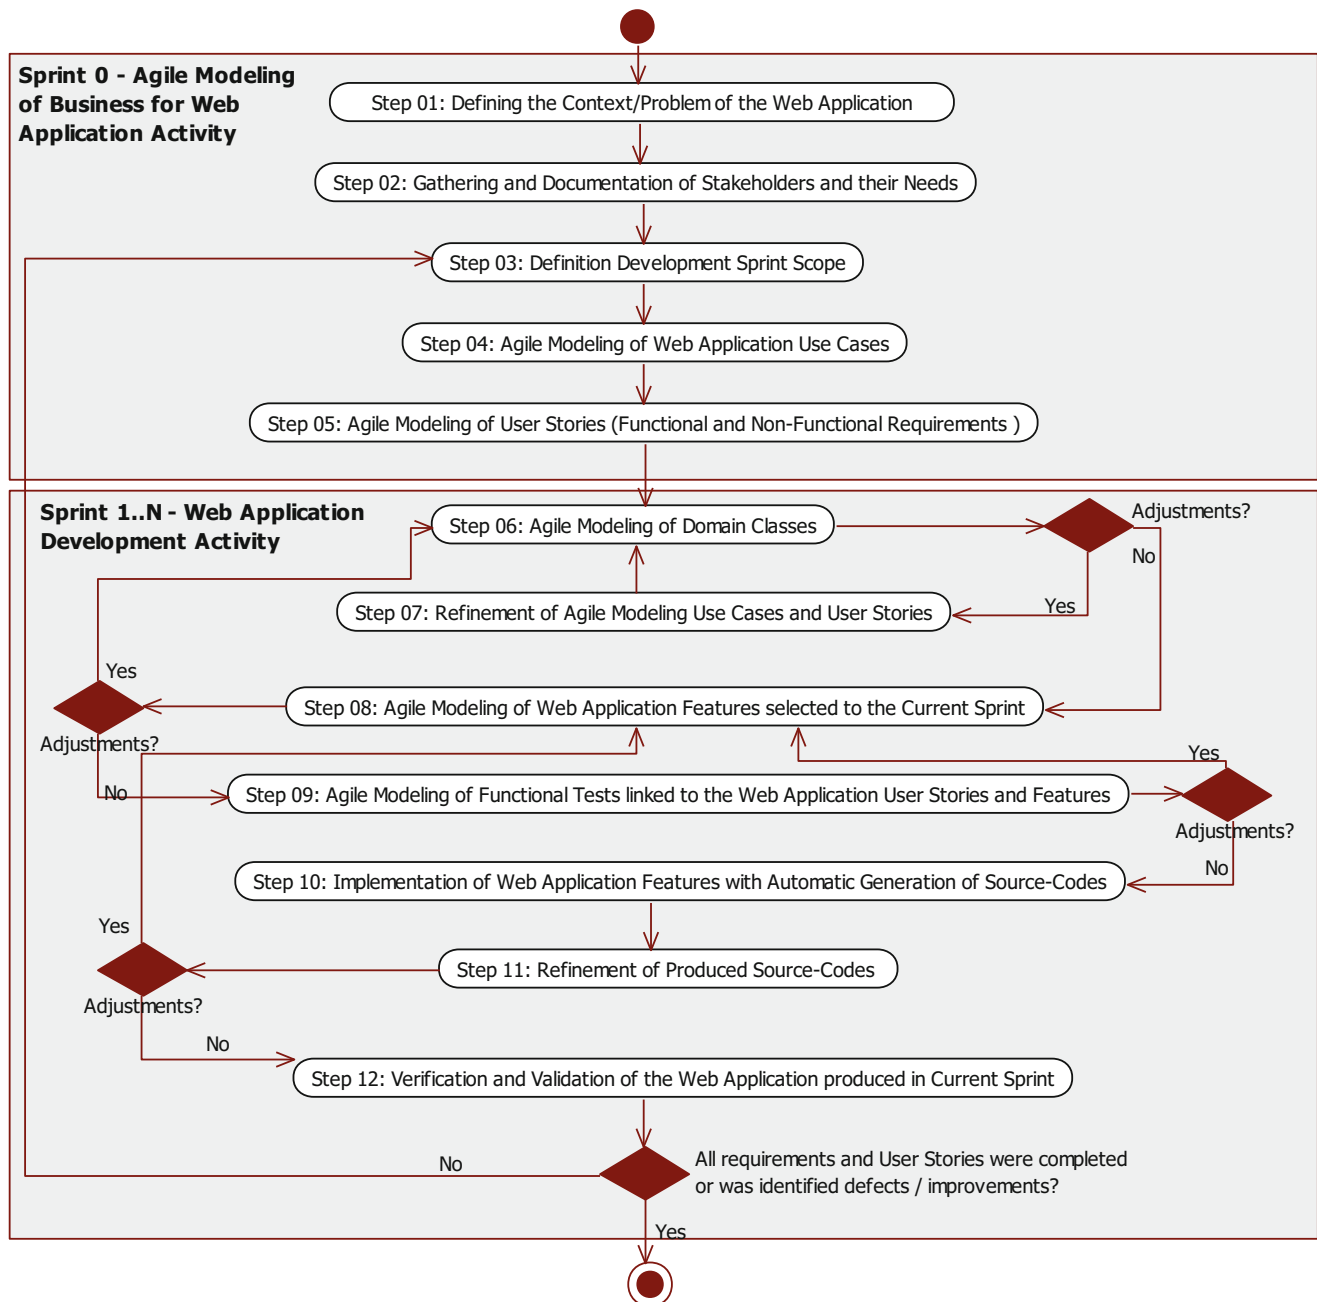 Sprint 0 - Agile Modeling
of Business for Web
Application Activity
Step 01: Defining the Context/Problem of the Web Application
Step 02: Gathering and Documentation of Stakeholders and their Needs
Step 03: Definition Development Sprint Scope
Step 04: Agile Modeling of Web Application Use Cases
Step 05: Agile Modeling of User Stories (Functional and Non-Functional Requirements )
Sprint 1..N - Web Application
Development Activity
Step 06: Agile Modeling of Domain Classes
Adjustments?
No
Yes
Step 07: Refinement of Agile Modeling Use Cases and User Stories
Yes
Step 08: Agile Modeling of Web Application Features selected to the Current Sprint
Adjustments?
Yes
No
Step 09: Agile Modeling of Functional Tests linked to the Web Application User Stories and Features
Adjustments?
No
Step 10: Implementation of Web Application Features with Automatic Generation of Source-Codes
Yes
Step 11: Refinement of Produced Source-Codes
Adjustments?
No
Step 12: Verification and Validation of the Web Application produced in Current Sprint
No
All requirements and User Stories were completed
or was identified defects / improvements?
Yes